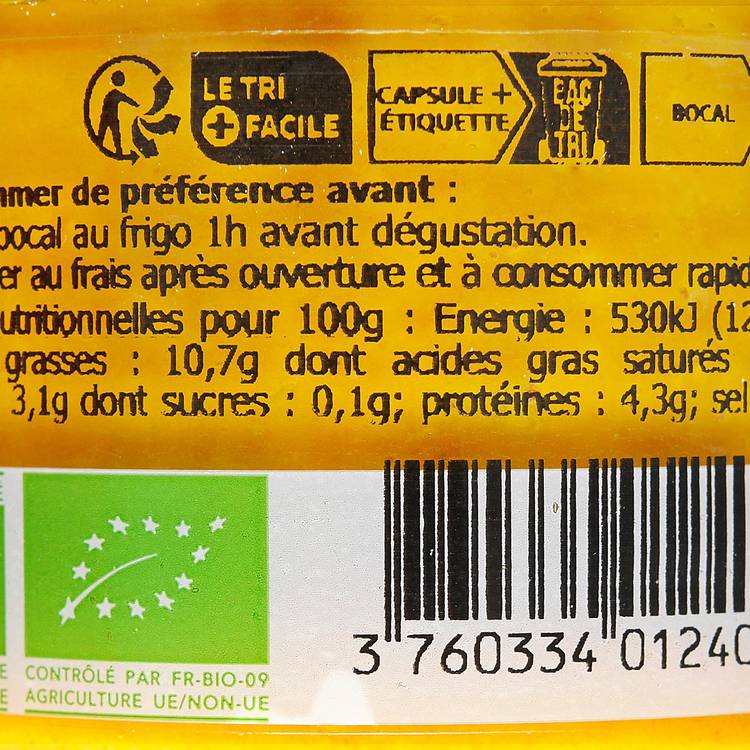 LE TRI
+ FACILE
CAPSULE +
ÉTIQUETTE
BAC
DE
TRI
BOCAL
mmer de préférence avant :
bocal au frigo 1h avant dégustation.
er au frais après ouverture et à consommer rapid
utritionnelles pour 100g : Energie : 530kJ (12
grasses : 10,7g dont acides gras saturés
3,1g dont sucres : 0,1g; protéines : 4,3g; sel
CONTRÔLÉ PAR FR-BIO-09
AGRICULTURE UE/NON-UE
3 760334 01240